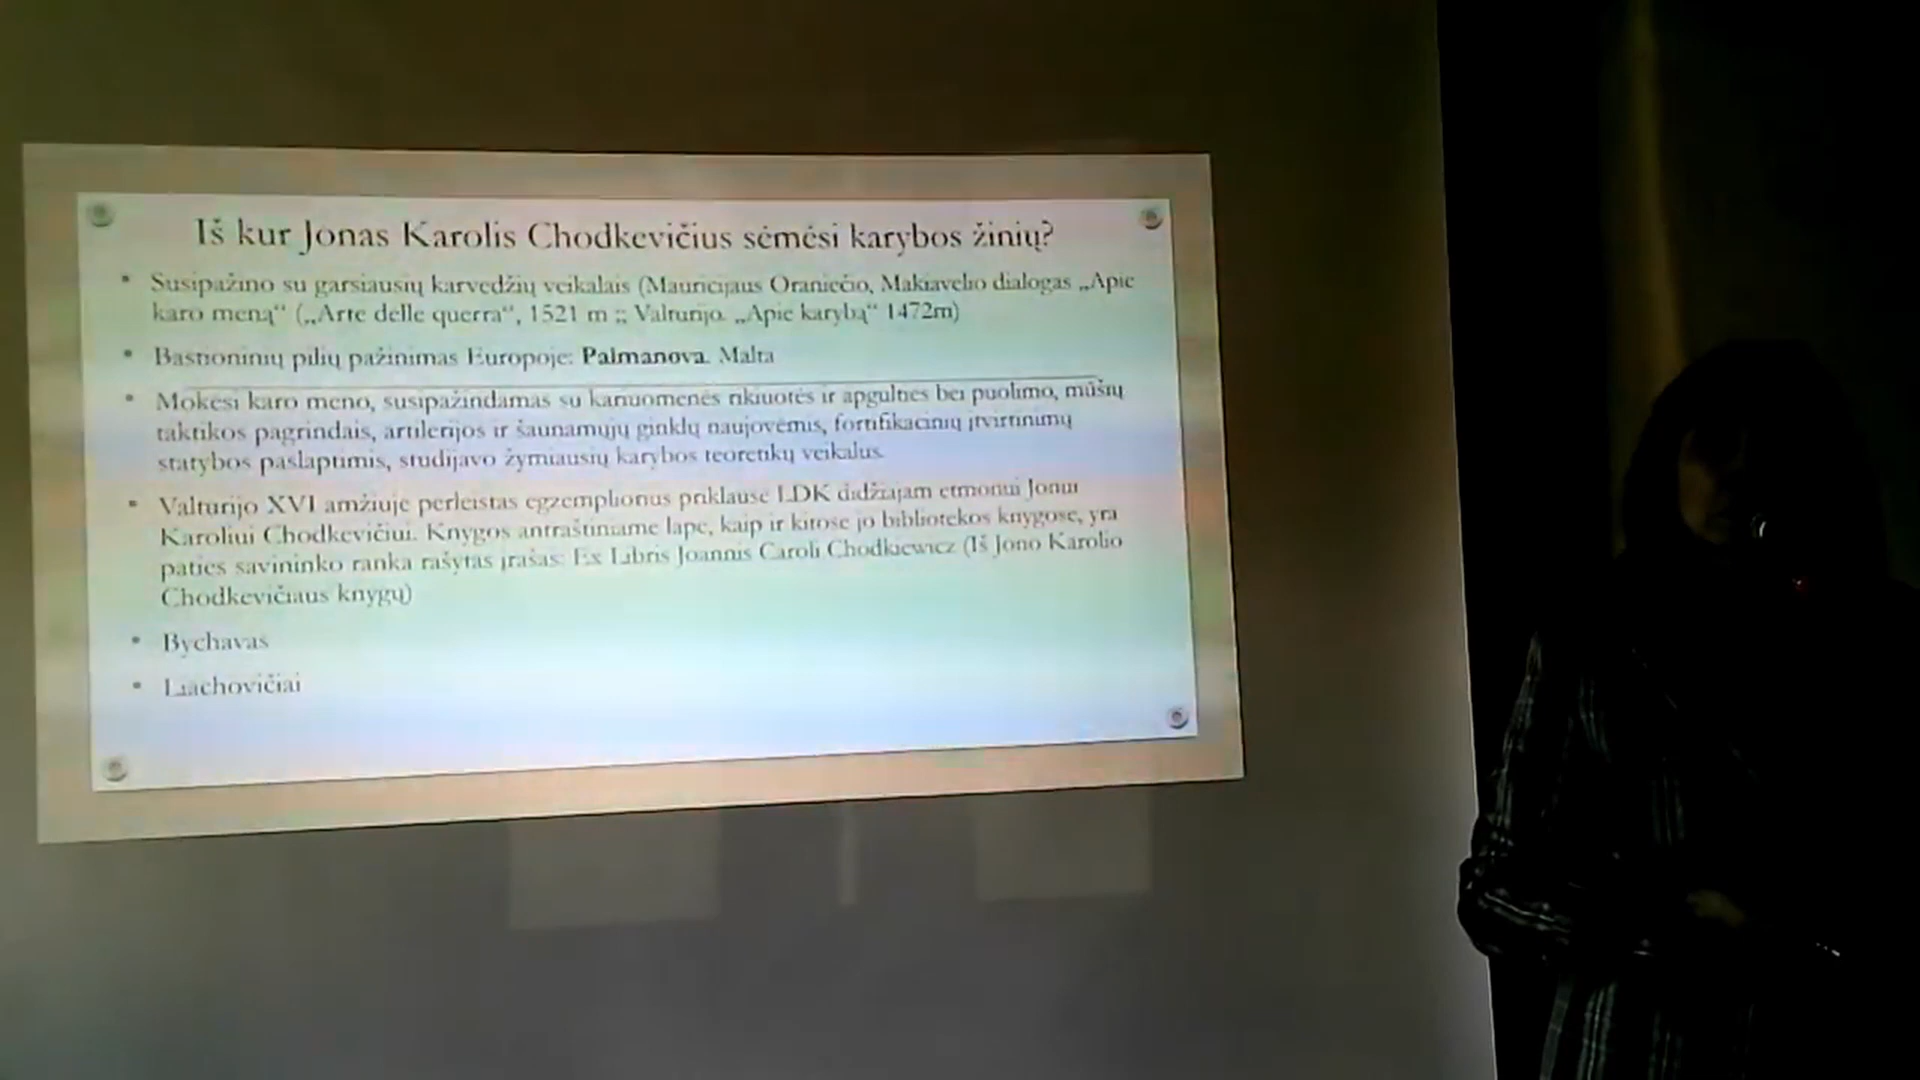 Iš kur Jonas Karolis Chodkevičius sėmėsi karybos žinių?
• Susipažino su garsiausių karvedžių veikalais (Mauricijaus Oraniečio, Makiavelio dialogas „Apie
karo meną“ („Arte delle querra“, 1521 m ;; Valturijo. „Apie karybą“ 1472m)
• Bastioninių pilių pažinimas Europoje: Palmanova. Malta
• Mokėsi karo meno, susipažindamas su kariuomenės rikiuotės ir apgulties bei puolimo, mūšių
taktikos pagrindais, artilerijos ir šaunamųjų ginklų naujovėmis, fortifikacinių įtvirtinimų
statybos paslaptimis, studijavo žymiausių karybos teoretikų veikalus.
• Valturijo XVI amžiuje perleistas egzempliorius priklausė LDK didžiajam etmonui Jonui
Karoliui Chodkevičiui. Knygos antraštiniame lape, kaip ir kitose jo bibliotekos knygose, yra
paties savininko ranka rašytas įrašas: Ex Libris Joannis Caroli Chodkiewicz (Iš Jono Karolio
Chodkevičiaus knygų)
• Bychavas
• Liachovičiai